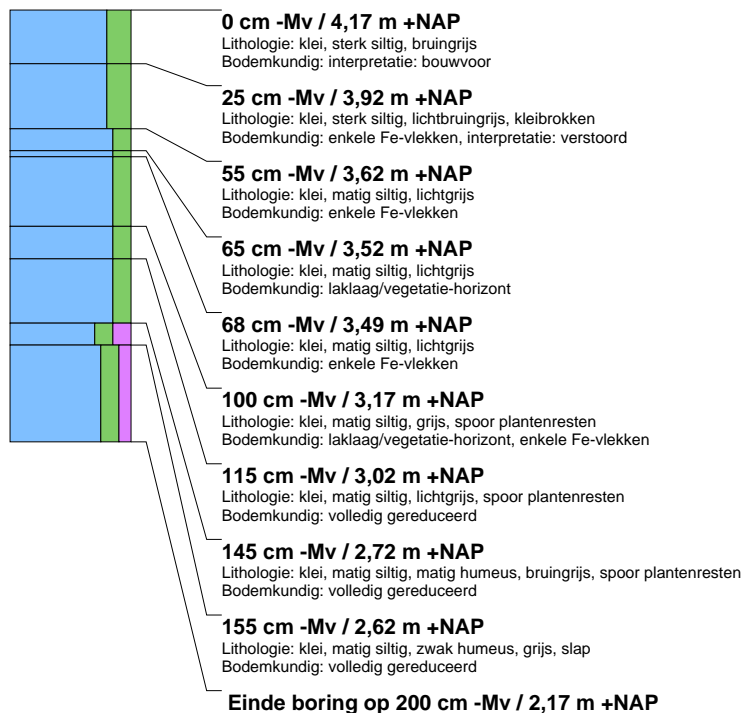 0 cm -Mv / 4,17 m +NAP
Lithologie: klei, sterk siltig, bruingrijs
Bodemkundig: interpretatie: bouwvoor
25 cm -Mv / 3,92 m +NAP
Lithologie: klei, sterk siltig, lichtbruingrijs, kleibrokken
Bodemkundig: enkele Fe-vlekken, interpretatie: verstoord
55 cm -Mv / 3,62 m +NAP
Lithologie: klei, matig siltig, lichtgrijs
Bodemkundig: enkele Fe-vlekken
65 cm -Mv / 3,52 m +NAP
Lithologie: klei, matig siltig, lichtgrijs
Bodemkundig: laklaag/vegetatie-horizont
68 cm -Mv / 3,49 m +NAP
Lithologie: klei, matig siltig, lichtgrijs
Bodemkundig: enkele Fe-vlekken
100 cm -Mv / 3,17 m +NAP
Lithologie: klei, matig siltig, grijs, spoor plantenresten
Bodemkundig: laklaag/vegetatie-horizont, enkele Fe-vlekken
115 cm -Mv / 3,02 m +NAP
Lithologie: klei, matig siltig, lichtgrijs, spoor plantenresten
Bodemkundig: volledig gereduceerd
145 cm -Mv / 2,72 m +NAP
Lithologie: klei, matig siltig, matig humeus, bruingrijs, spoor plantenresten
Bodemkundig: volledig gereduceerd
155 cm -Mv / 2,62 m +NAP
Lithologie: klei, matig siltig, zwak humeus, grijs, slap
Bodemkundig: volledig gereduceerd
Einde boring op 200 cm -Mv / 2,17 m +NAP